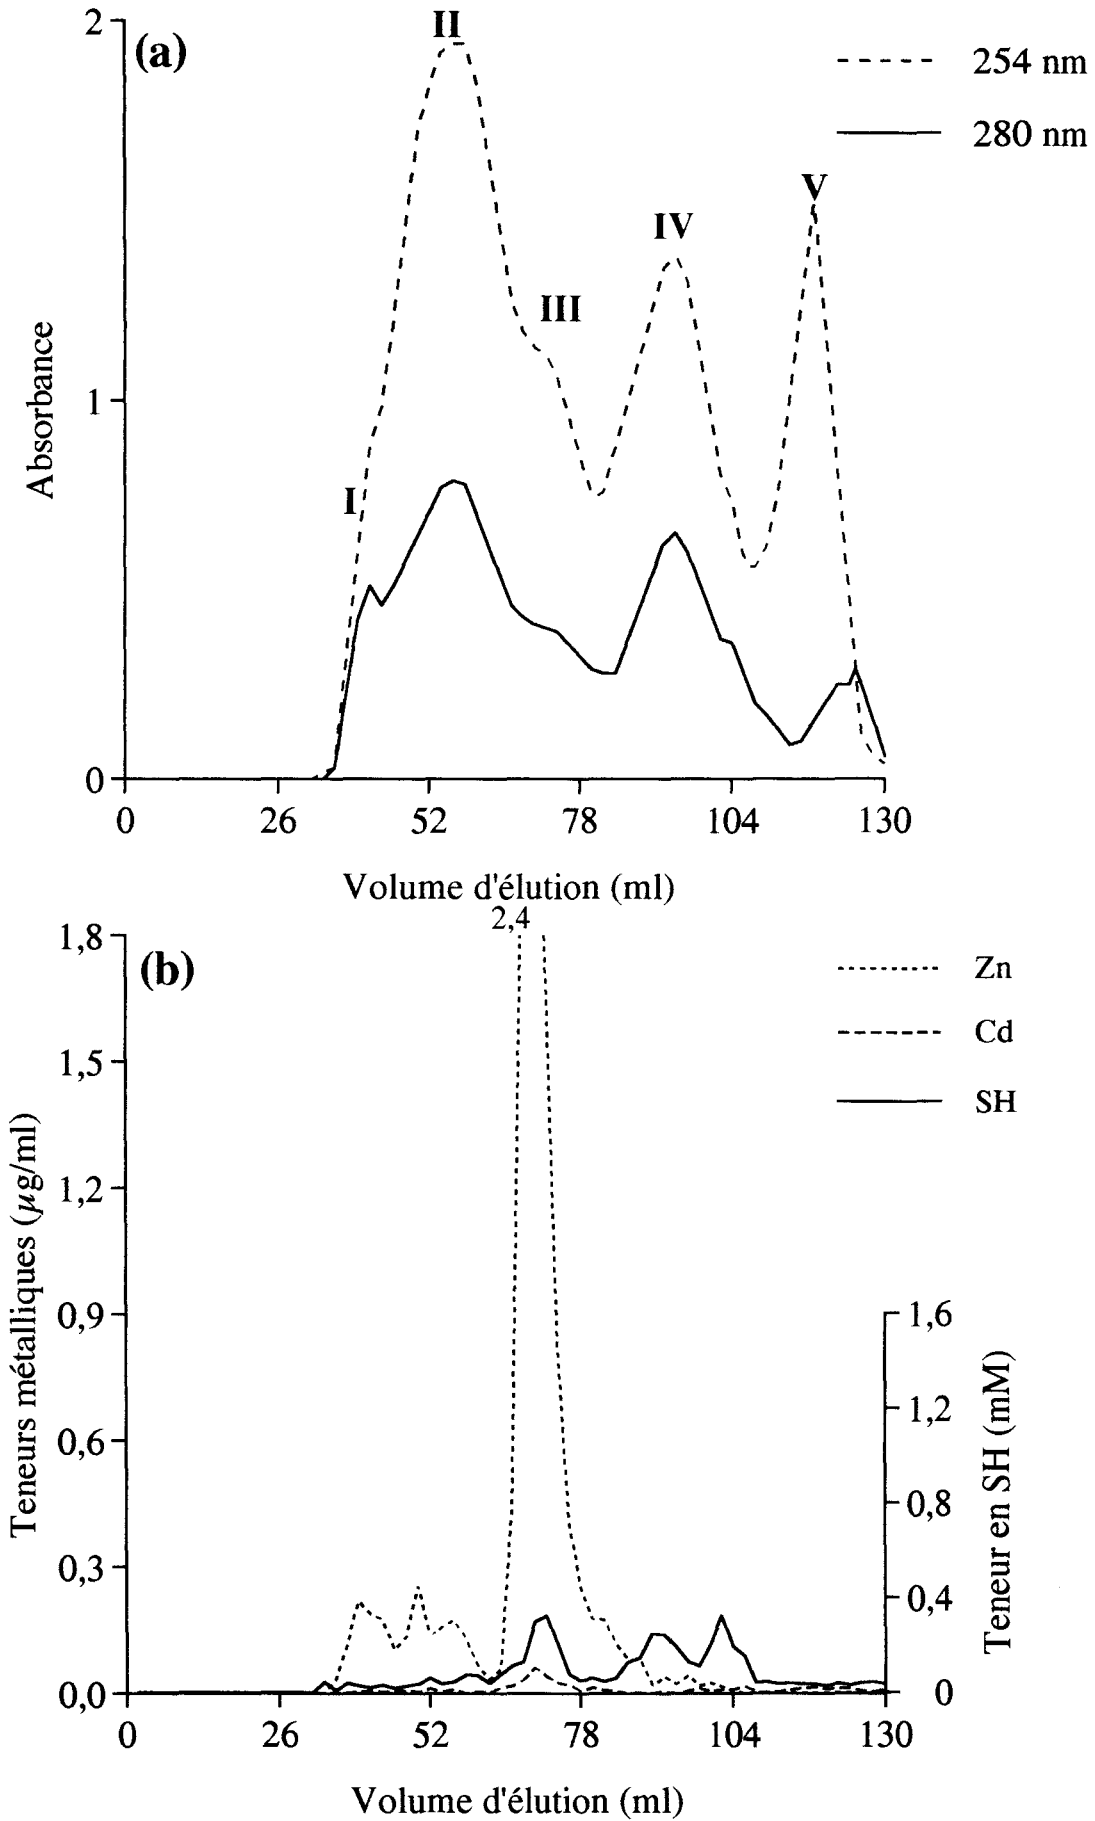 (a)
2
1
0
Absorbance
I
II
III
IV
V
254 nm
280 nm
0 26 52 78 104 130
Volume d'élution (ml)
2,4
(b)
1,8
1,5
1,2
0,9
0,6
0,3
0,0
Teneurs métalliques (µg/ml)
Zn
Cd
SH
1,6
1,2
0,8
0,4
0
Teneur en SH (mM)
0 26 52 78 104 130
Volume d'élution (ml)